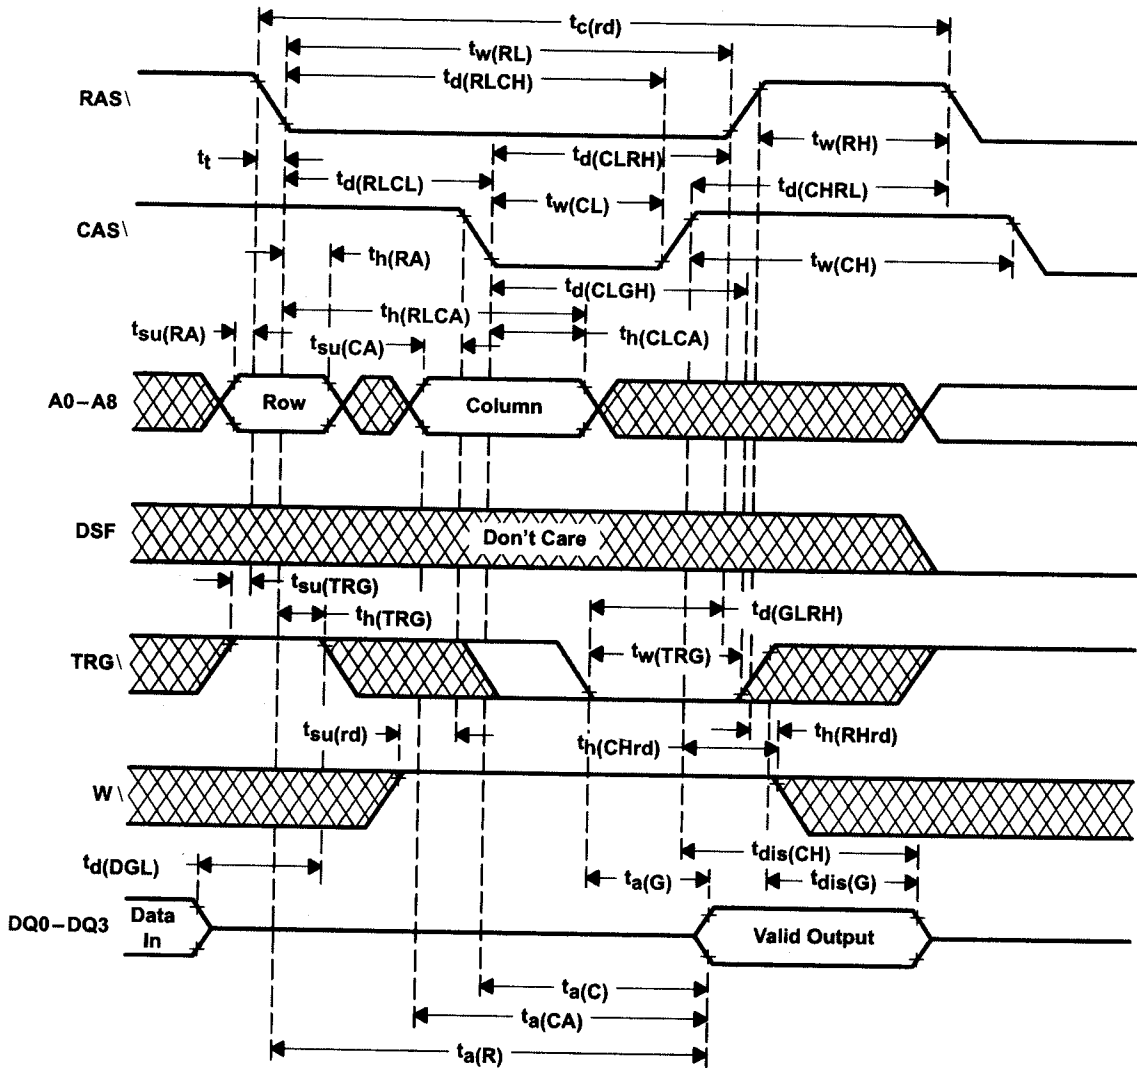 tc(rd)
tw(RL)
td(RLCH)
RAS\
tt
td(CLRH)
tw(RH)
td(RLCL)
td(CHRL)
tw(CL)
CAS\
th(RA)
tw(CH)
td(CLGH)
th(RLCA)
tsu(RA)
tsu(CA)
th(CLCA)
A0–A8
Row
Column
DSF
Don't Care
tsu(TRG)
th(TRG)
td(GLRH)
TRG\
tw(TRG)
tsu(rd)
th(CHrd)
th(RHrd)
W\
tdis(CH)
td(DGL)
ta(G)
tdis(G)
DQ0–DQ3
Data
In
Valid Output
ta(C)
ta(CA)
ta(R)